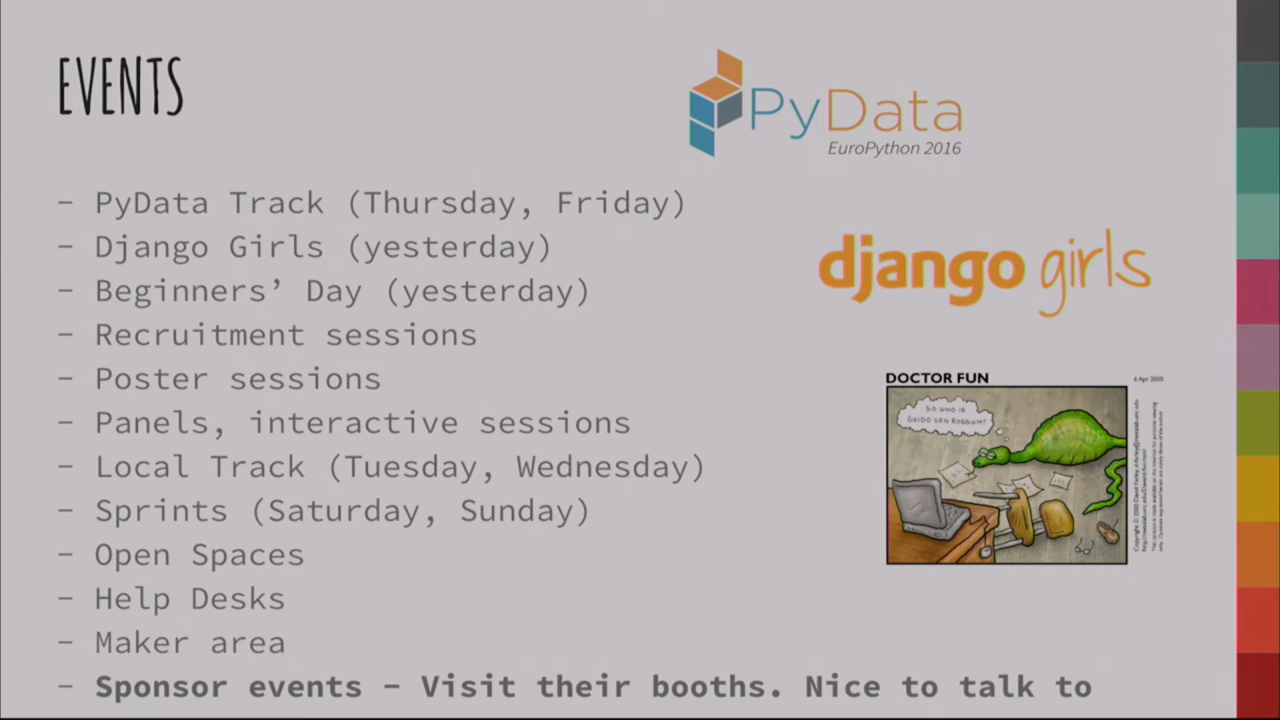 EVENTS
PyData
EuroPython 2016
- PyData Track (Thursday, Friday)
- Django Girls (yesterday)
- Beginners’ Day (yesterday)
- Recruitment sessions
- Poster sessions
- Panels, interactive sessions
- Local Track (Tuesday, Wednesday)
- Sprints (Saturday, Sunday)
- Open Spaces
- Help Desks
- Maker area
- Sponsor events - Visit their booths. Nice to talk to
django girls
DOCTOR FUN
SO WHO IS
GUIDO VAN ROSSUM?